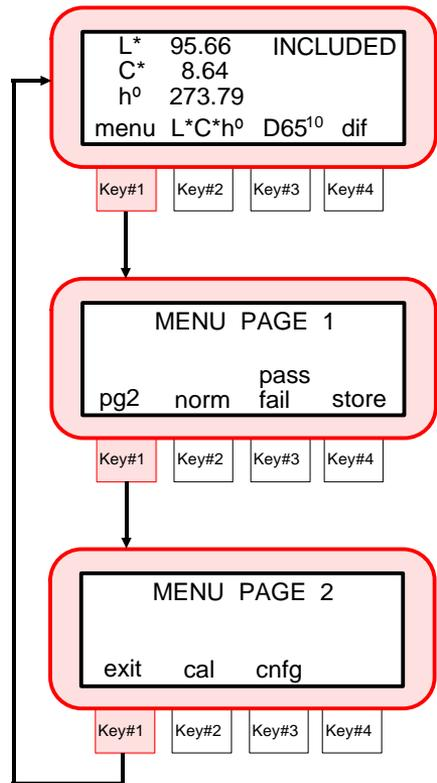 L* 95.66 INCLUDED
C* 8.64
hº 273.79
menu L*C*hº D65¹⁰ dif
Key#1 Key#2 Key#3 Key#4
MENU PAGE 1
pass
pg2 norm fail store
Key#1 Key#2 Key#3 Key#4
MENU PAGE 2
exit cal cnfg
Key#1 Key#2 Key#3 Key#4